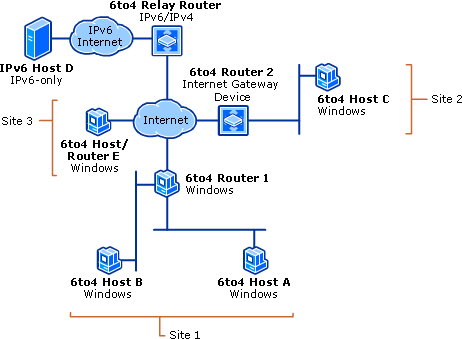 6to4 Relay Router
IPv6/IPv4
IPv6
Internet
IPv6 Host D
IPv6-only
6to4 Router 2
Internet Gateway
Device
6to4 Host C
Windows
Site 2
Site 3
Internet
6to4 Host/
Router E
Windows
6to4 Router 1
Windows
6to4 Host B
Windows
6to4 Host A
Windows
Site 1